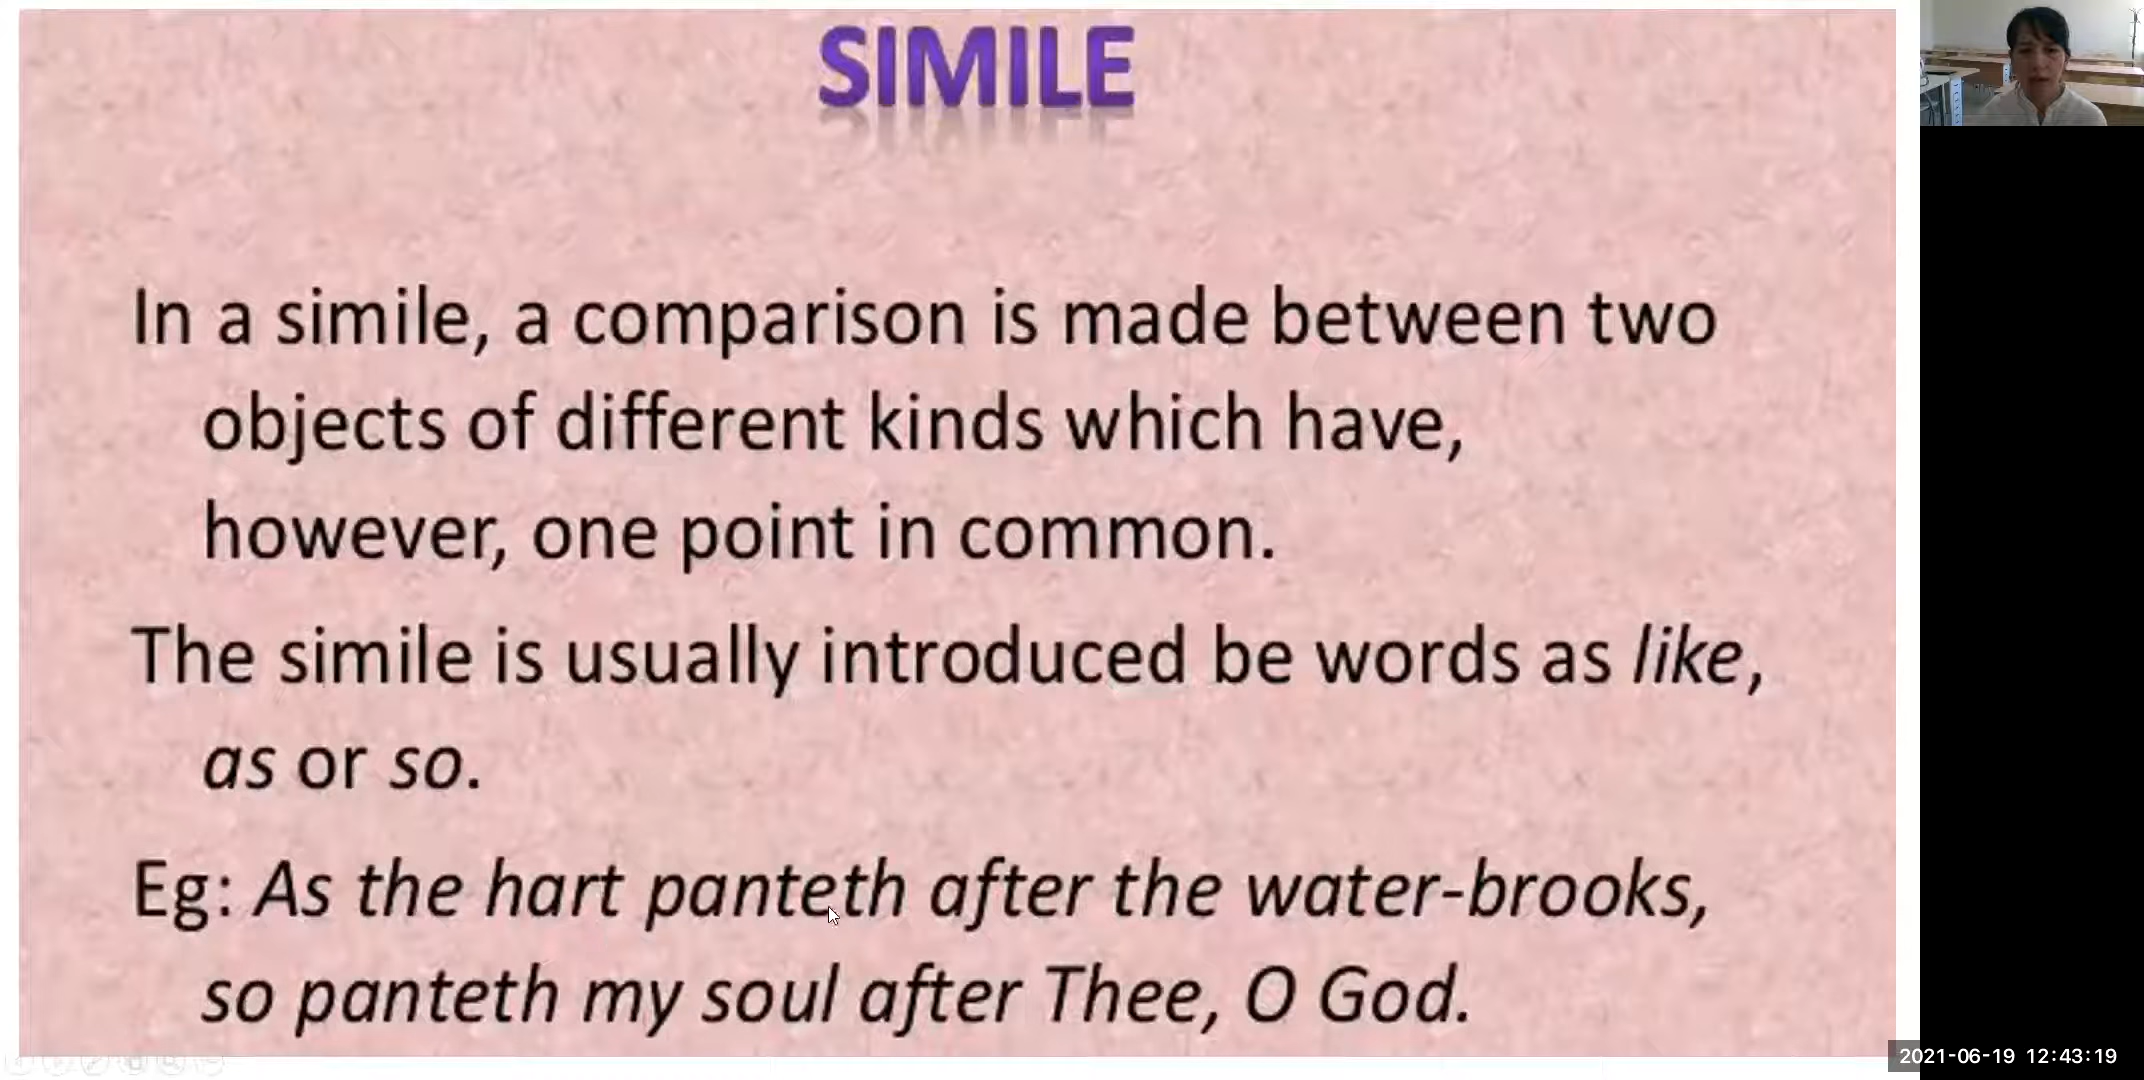 SIMILE
In a simile, a comparison is made between two
objects of different kinds which have,
however, one point in common.
The simile is usually introduced be words as like,
as or so.
Eg: As the hart panteth after the water-brooks,
so panteth my soul after Thee, O God.
2021-06-19 12:43:19